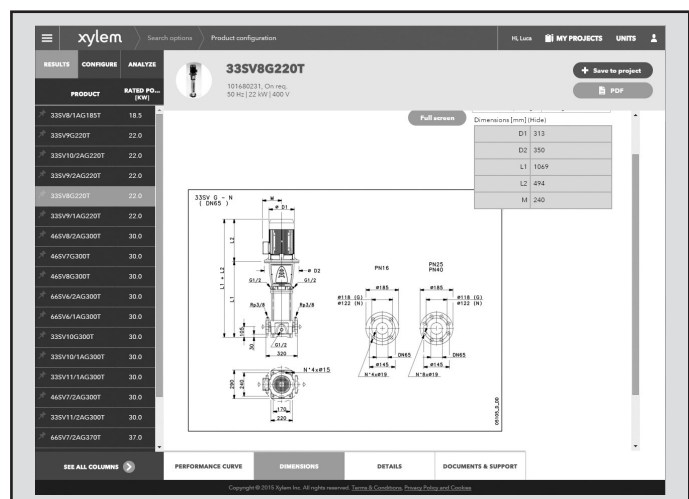 xylem
Search options
Product configuration
Hi, Luca
MY PROJECTS
UNITS
RESULTS
CONFIGURE
ANALYZE
33SV8G220T
101680231, On req,
50 Hz | 22 kW | 400 V
+ Save to project
PDF
PRODUCT
RATED PO... [KW]
33SV8/1AG185T 18.5
33SV9G220T 22.0
33SV10/2AG220T 22.0
33SV9/2AG220T 22.0
33SV8G220T 22.0
33SV9/1AG220T 22.0
46SV8/2AG300T 30.0
46SV7G300T 30.0
46SV8G300T 30.0
66SV6/2AG300T 30.0
66SV6/1AG300T 30.0
33SV10G300T 30.0
33SV10/1AG300T 30.0
33SV11/1AG300T 30.0
46SV7/2AG300T 30.0
33SV11/2AG300T 30.0
66SV7/2AG370T 37.0
SEE ALL COLUMNS
Full screen
Dimensions [mm] (Hide)
D1 313
D2 350
L1 1069
L2 494
M 240
33SV G - N
( DN65 )
M
ø D1
L2
L1 + L2
L1
ø D2
G1/2
G1/2
Rp3/8
Rp3/8
105
30
G1/2
320
N°4xø15
290
240
170
220
PN16
ø185
ø118 (G)
ø122 (N)
DN65
ø145
N°4xø19
PN25
PN40
ø185
ø118 (G)
ø122 (N)
DN65
ø145
N°8xø19
05105_D_DD
PERFORMANCE CURVE
DIMENSIONS
DETAILS
DOCUMENTS & SUPPORT
Copyright © 2015 Xylem Inc. All rights reserved. Terms & Conditions, Privacy Policy and Cookies